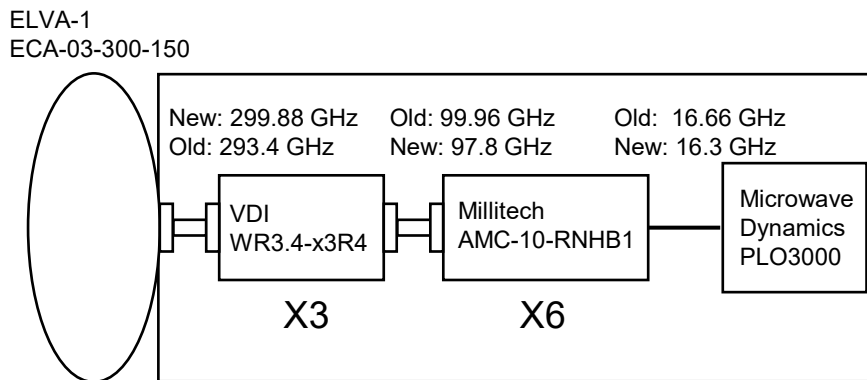 ELVA-1
ECA-03-300-150
New: 299.88 GHz
Old: 293.4 GHz
Old: 99.96 GHz
New: 97.8 GHz
Old:  16.66 GHz
New: 16.3 GHz
VDI
WR3.4-x3R4
Millitech
AMC-10-RNHB1
Microwave
Dynamics
PLO3000
X3
X6